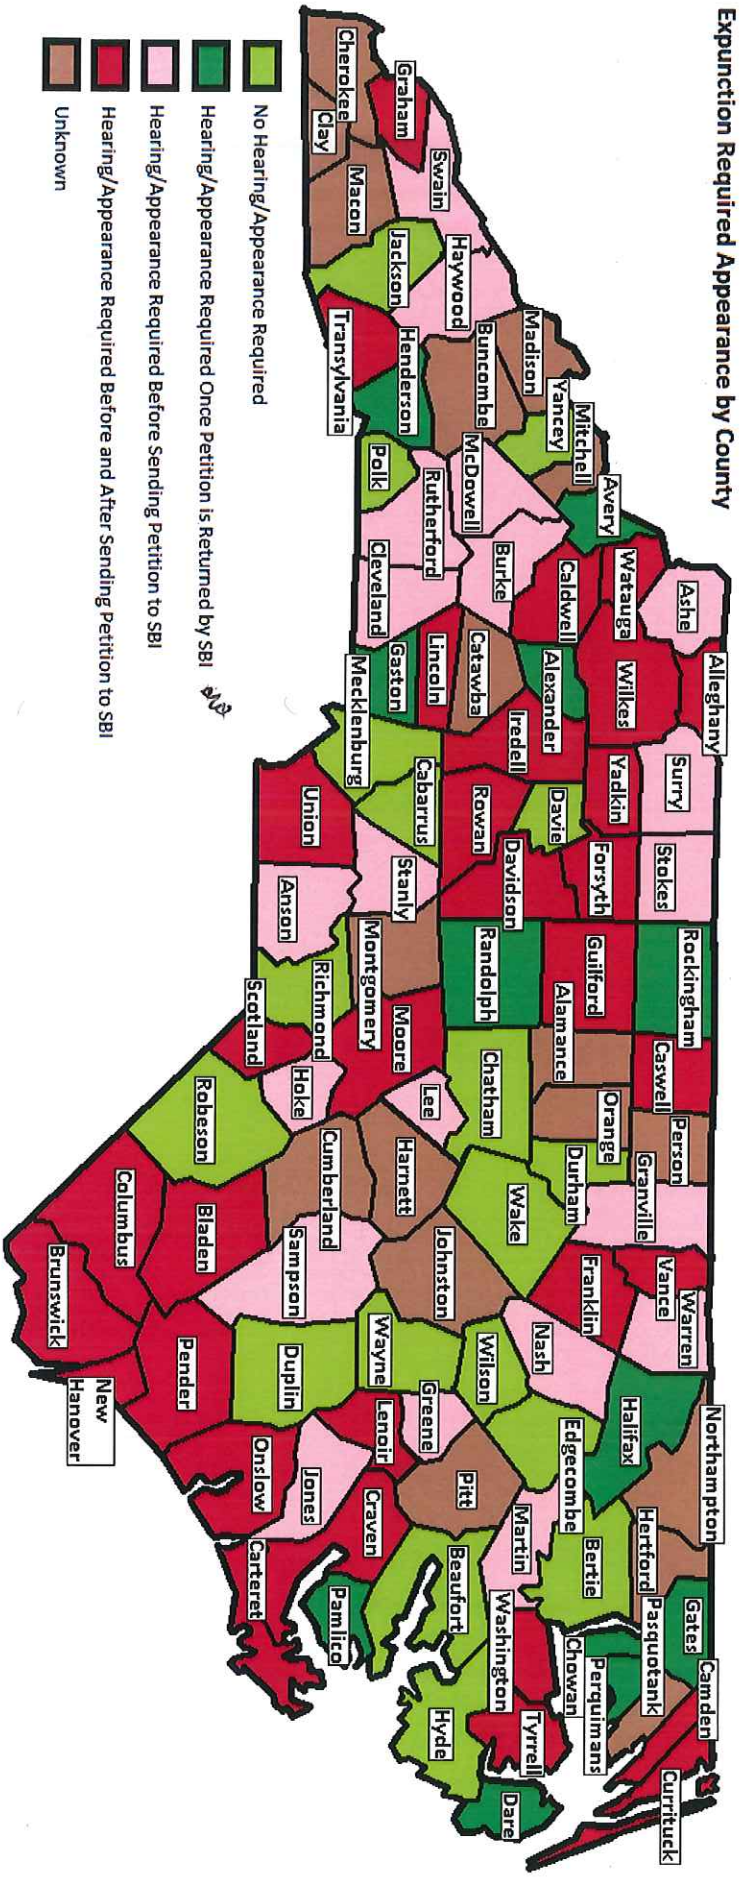 Expunction Required Appearance by County
Cherokee
Graham
Clay
Swain
Macon
Jackson
Haywood
Transylvania
Henderson
Buncombe
Madison
Yancey
Mitchell
Avery
Polk
McDowell
Rutherford
Cleveland
Burke
Caldwell
Watauga
Ashe
Alleghany
Wilkes
Alexander
Catawba
Lincoln
Gaston
Mecklenburg
Iredell
Surry
Yadkin
Davie
Rowan
Cabarrus
Union
Stanly
Anson
Stokes
Forsyth
Davidson
Rockingham
Guilford
Randolph
Montgomery
Richmond
Scotland
Moore
Hoke
Robeson
Caswell
Alamance
Orange
Chatham
Lee
Harnett
Cumberland
Person
Granville
Durham
Wake
Johnston
Sampson
Bladen
Columbus
Brunswick
Vance
Warren
Franklin
Nash
Wilson
Wayne
Duplin
Pender
New
Hanover
Northampton
Halifax
Edgecombe
Greene
Lenoir
Jones
Onslow
Pitt
Craven
Carteret
Pamlico
Hertford
Bertie
Martin
Beaufort
Washington
Gates
Pasquotank
Perquimans
Chowan
Camden
Currituck
Tyrrell
Hyde
Dare
No Hearing/Appearance Required
Hearing/Appearance Required Once Petition is Returned by SBI
Hearing/Appearance Required Before Sending Petition to SBI
Hearing/Appearance Required Before and After Sending Petition to SBI
Unknown